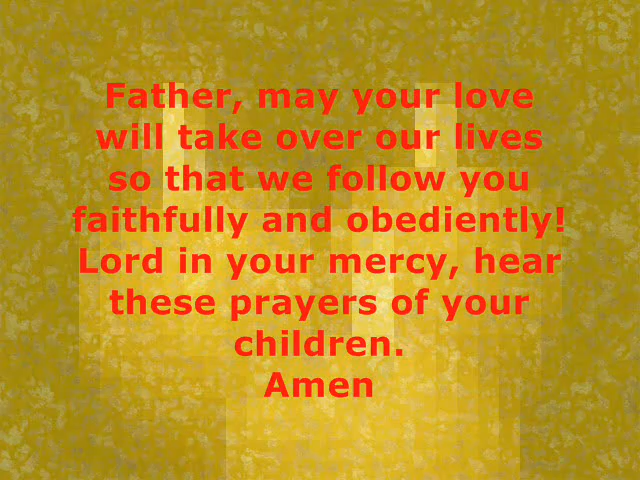 Father, may your love
will take over our lives
so that we follow you
faithfully and obediently!
Lord in your mercy, hear
these prayers of your
children.
Amen